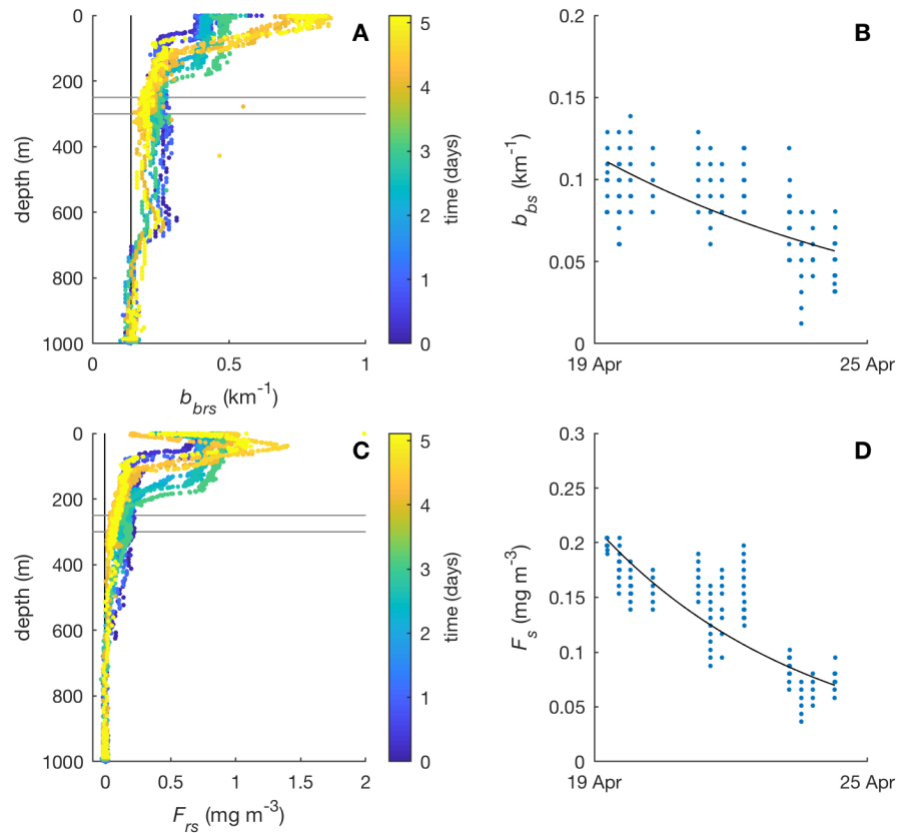 A
0
200
400
600
800
1000
depth (m)
0
0.5
1
b_brs (km⁻¹)
5
4
3
2
1
0
time (days)
B
0.2
0.15
0.1
0.05
0
b_bs (km⁻¹)
19 Apr
25 Apr
C
0
200
400
600
800
1000
depth (m)
0
0.5
1
1.5
2
F_rs (mg m⁻³)
5
4
3
2
1
0
time (days)
D
0.3
0.25
0.2
0.15
0.1
0.05
0
F_s (mg m⁻³)
19 Apr
25 Apr